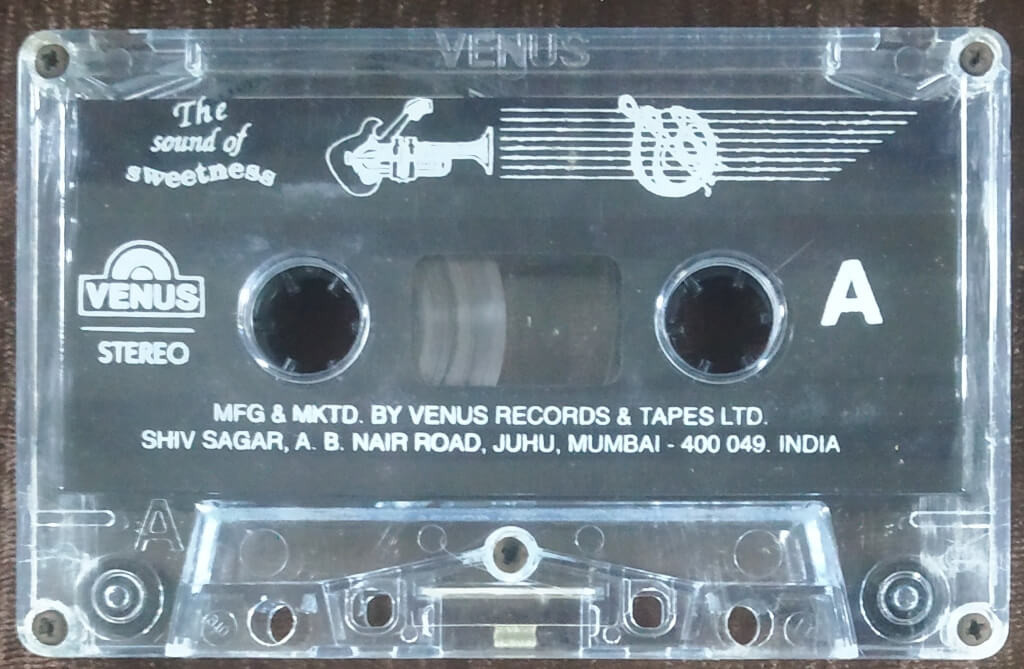 VENUS
The
sound of
sweetness
VENUS
STEREO
A
MFG & MKTD. BY VENUS RECORDS & TAPES LTD.
SHIV SAGAR, A. B. NAIR ROAD, JUHU, MUMBAI - 400 049. INDIA
A